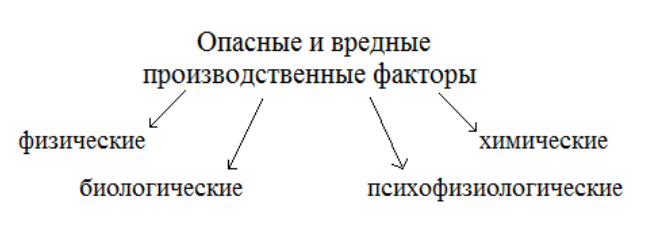 Опасные и вредные
производственные факторы
физические
химические
биологические
психофизиологические